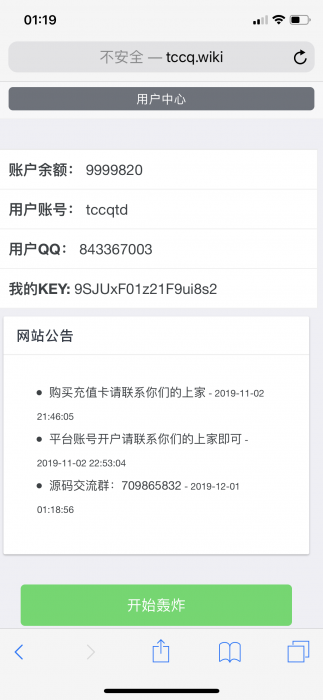 01:19
不安全 — tccq.wiki
用户中心
账户余额： 9999820
用户账号： tccqtd
用户QQ： 843367003
我的KEY: 9SJUxF01z21F9ui8s2
网站公告
购买充值卡请联系你们的上家 - 2019-11-02
21:46:05
平台账号开户请联系你们的上家即可 -
2019-11-02 22:53:04
源码交流群：709865832 - 2019-12-01
01:18:56
开始轰炸